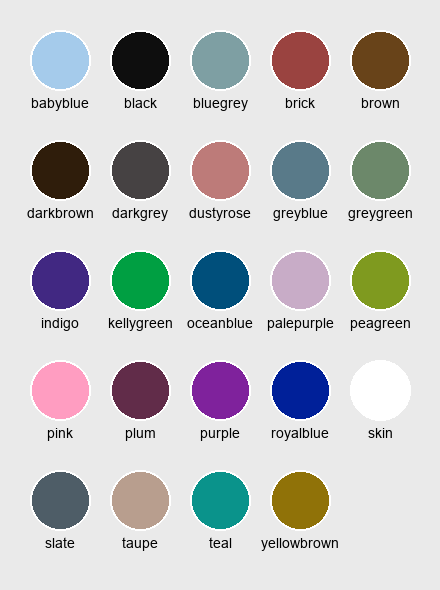 babyblue black bluegrey brick brown
darkbrown darkgrey dustyrose greyblue greygreen
indigo kellygreen oceanblue palepurple peagreen
pink plum purple royalblue skin
slate taupe teal yellowbrown